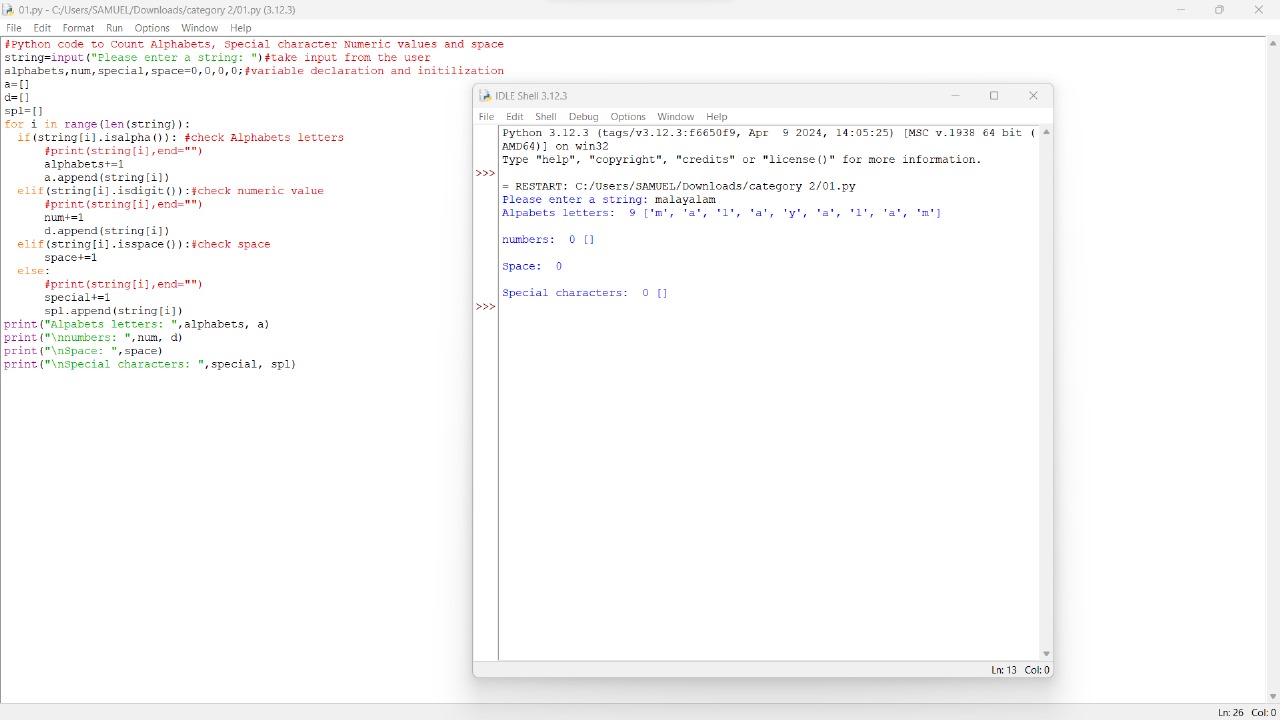 01.py - C:/Users/SAMUEL/Downloads/category 2/01.py (3.12.3)
File Edit Format Run Options Window Help
#Python code to Count Alphabets, Special character Numeric values and space
string=input("Please enter a string: ")#take input from the user
alphabets,num,special,space=0,0,0,0;#variable declaration and initilization
a=[]
d=[]
spl=[]
for i in range(len(string)):
  if(string[i].isalpha()): #check Alphabets letters
      #print(string[i],end="")
      alphabets+=1
      a.append(string[i])
  elif(string[i].isdigit()):#check numeric value
      #print(string[i],end="")
      num+=1
      d.append(string[i])
  elif(string[i].isspace()):#check space
      space+=1
  else:
      #print(string[i],end="")
      special+=1
      spl.append(string[i])
print("Alpabets letters: ",alphabets, a)
print("\nnumbers: ",num, d)
print("\nSpace: ",space)
print("\nSpecial characters: ",special, spl)
IDLE Shell 3.12.3
File Edit Shell Debug Options Window Help
Python 3.12.3 (tags/v3.12.3:f6650f9, Apr  9 2024, 14:05:25) [MSC v.1938 64 bit (
AMD64)] on win32
Type "help", "copyright", "credits" or "license()" for more information.
>>>
= RESTART: C:/Users/SAMUEL/Downloads/category 2/01.py
Please enter a string: malayalam
Alpabets letters:  9 ['m', 'a', 'l', 'a', 'y', 'a', 'l', 'a', 'm']
numbers:  0 []
Space:  0
Special characters:  0 []
>>>
Ln: 13 Col: 0
Ln: 26 Col: 0